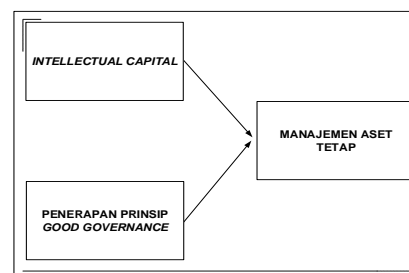 INTELLECTUAL CAPITAL
MANAJEMEN ASET
TETAP
PENERAPAN PRINSIP
GOOD GOVERNANCE